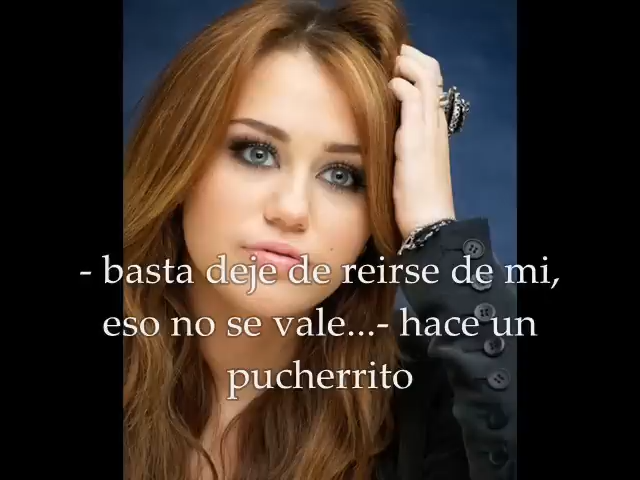 - basta deje de reirse de mi,
eso no se vale...- hace un
pucherrito